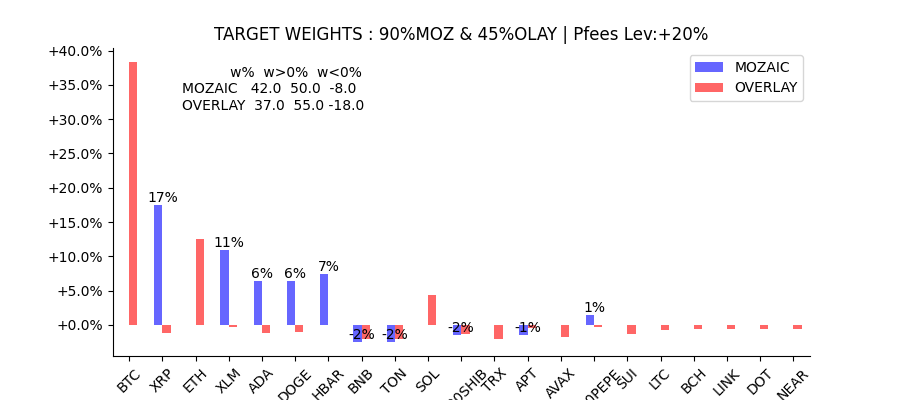 TARGET WEIGHTS : 90%MOZ & 45%OLAY | Pfees Lev:+20%
+40.0%
+35.0%
+30.0%
+25.0%
+20.0%
+15.0%
+10.0%
+5.0%
+0.0%
w% w>0% w<0%
MOZAIC 42.0 50.0 -8.0
OVERLAY 37.0 55.0 -18.0
MOZAIC
OVERLAY
17%
11%
6%
6%
7%
-2%
-2%
-2%
-1%
1%
BTC
XRP
ETH
XLM
ADA
DOGE
HBAR
BNB
TON
SOL
0SHIB
TRX
APT
AVAX
0PEPE
SUI
LTC
BCH
LINK
DOT
NEAR